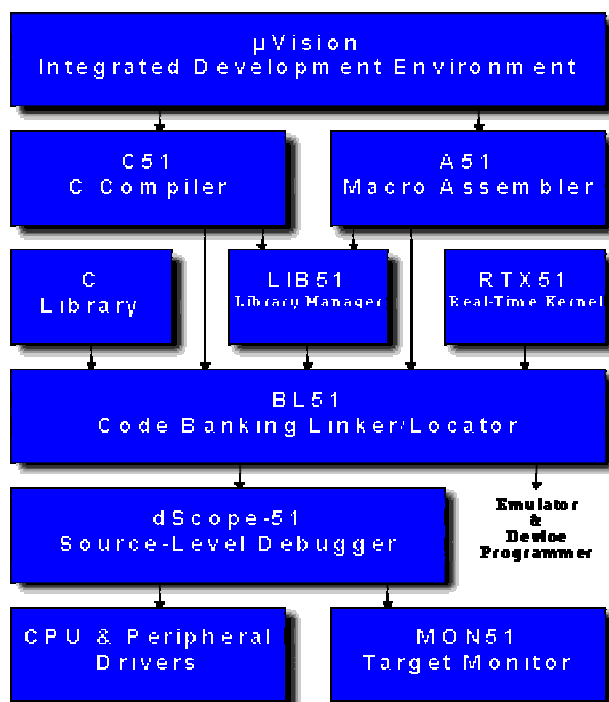 µVision
Integrated Development Environment
C51
C Compiler
A51
Macro Assembler
C
Library
LIB51
Library Manager
RTX51
Real-Time Kernel
BL51
Code Banking Linker/Locator
dScope-51
Source-Level Debugger
Emulator
&
Device
Programmer
CPU & Peripheral
Drivers
MON51
Target Monitor